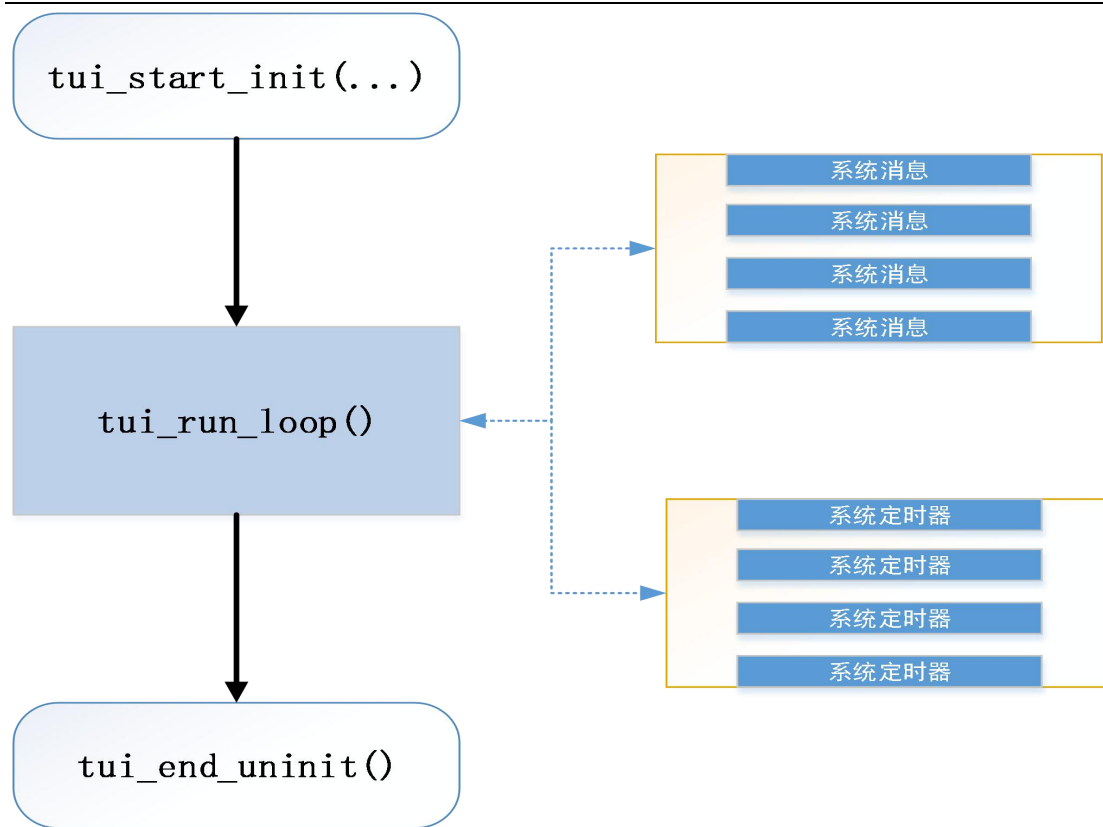 tui_start_init(...)
tui_run_loop()
tui_end_uninit()
系统消息
系统消息
系统消息
系统消息
系统定时器
系统定时器
系统定时器
系统定时器